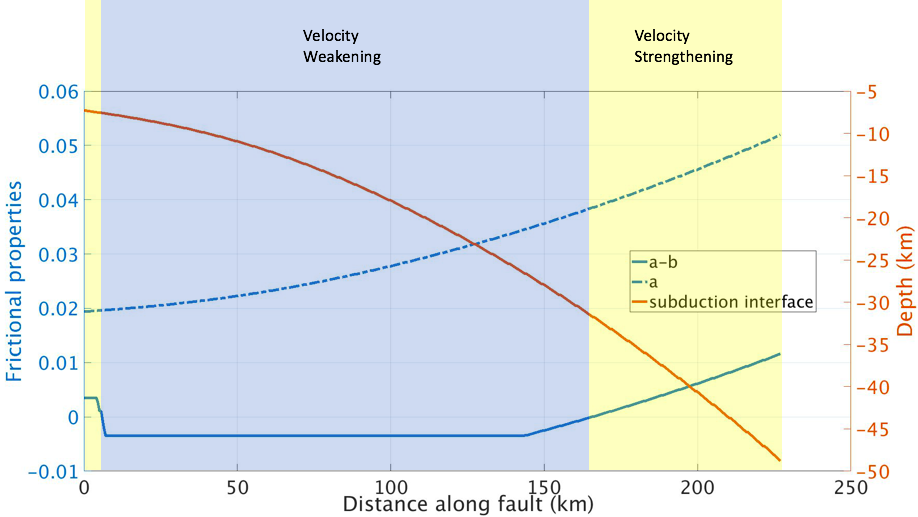 Velocity
Weakening
Velocity
Strengthening
0.06
0.05
0.04
0.03
0.02
0.01
0
-0.01
Frictional properties
-5
-10
-15
-20
-25
-30
-35
-40
-45
-50
Depth (km)
a-b
a
subduction interface
0
50
100
150
200
250
Distance along fault (km)